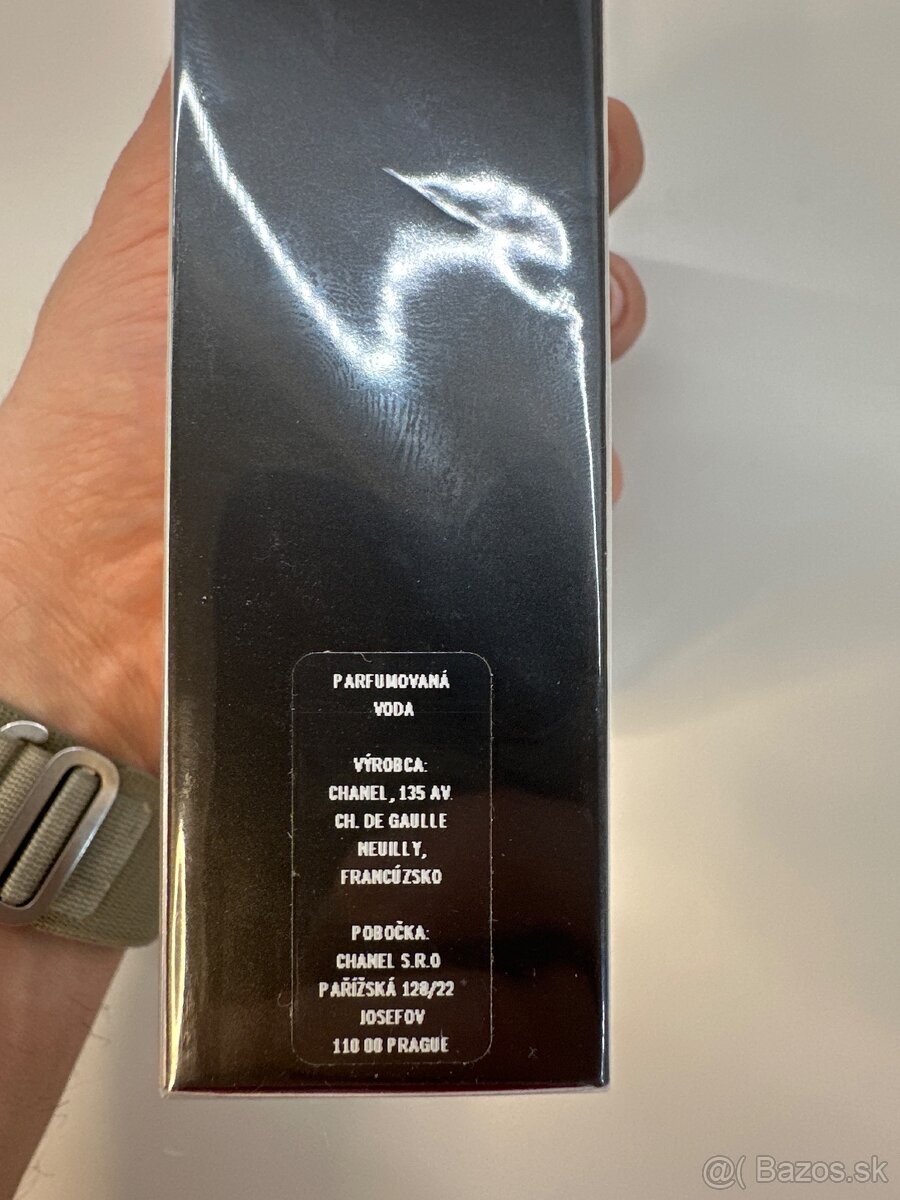 PARFUMOVANÁ
VODA
VÝROBCA:
CHANEL, 135 AV.
CH. DE GAULLE
NEUILLY,
FRANCÚZSKO
POBOČKA:
CHANEL S.R.O
PAŘÍŽSKÁ 128/22
JOSEFOV
110 00 PRAGUE
@( Bazos.sk